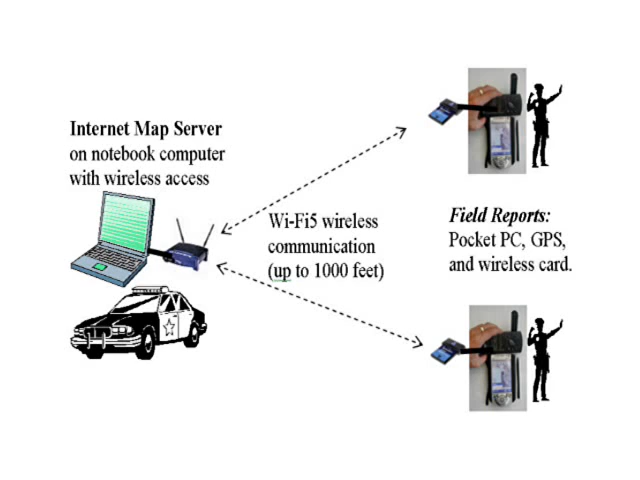 Internet Map Server
on notebook computer
with wireless access
Wi-Fi5 wireless
communication
(up to 1000 feet)
Field Reports:
Pocket PC, GPS,
and wireless card.